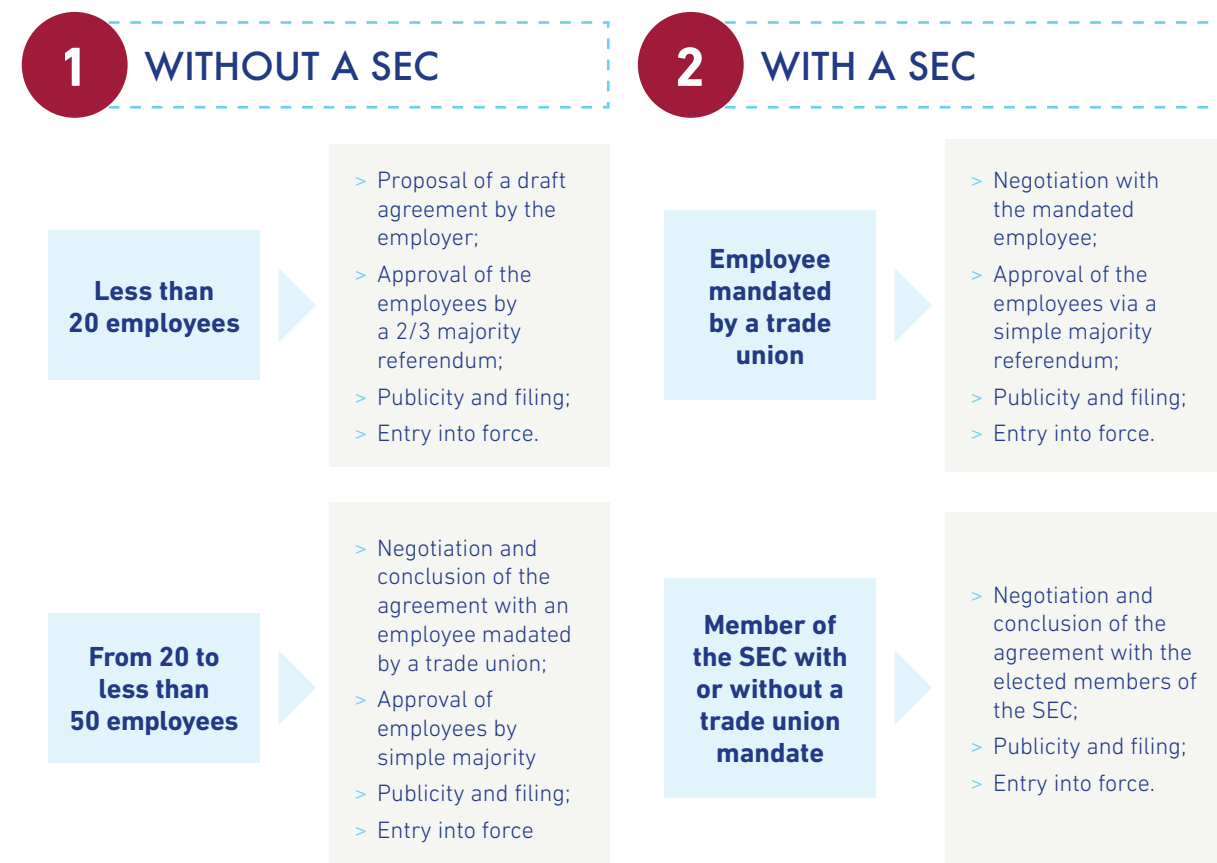 1
WITHOUT A SEC
Less than
20 employees
> Proposal of a draft
agreement by the
employer;
> Approval of the
employees by
a 2/3 majority
referendum;
> Publicity and filing;
> Entry into force.
From 20 to
less than
50 employees
> Negotiation and
conclusion of the
agreement with an
employee madated
by a trade union;
> Approval of
employees by
simple majority
> Publicity and filing;
> Entry into force
2
WITH A SEC
Employee
mandated
by a trade
union
> Negotiation with
the mandated
employee;
> Approval of the
employees via a
simple majority
referendum;
> Publicity and filing;
> Entry into force.
Member of
the SEC with
or without a
trade union
mandate
> Negotiation and
conclusion of the
agreement with the
elected members of
the SEC;
> Publicity and filing;
> Entry into force.